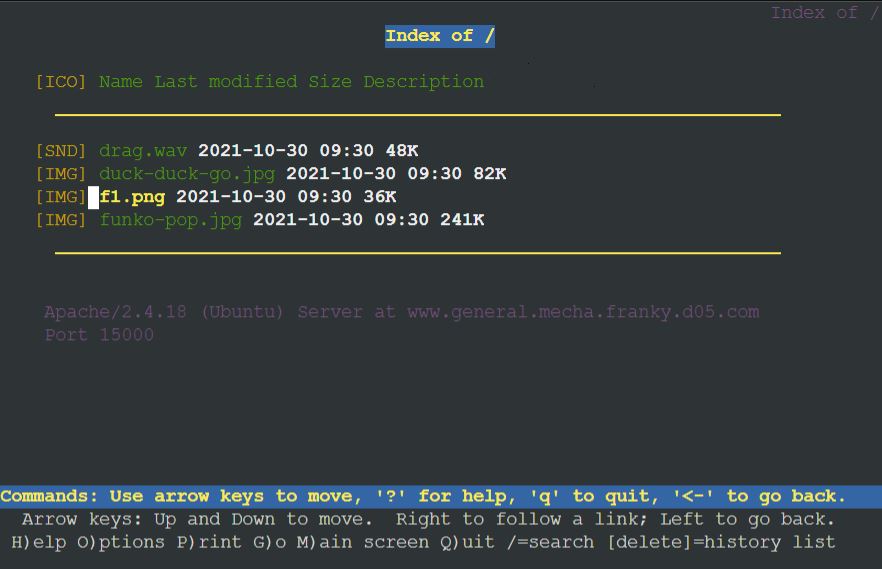 Index of /
Index of /
[ICO] Name Last modified Size Description
[SND] drag.wav 2021-10-30 09:30 48K
[IMG] duck-duck-go.jpg 2021-10-30 09:30 82K
[IMG] f1.png 2021-10-30 09:30 36K
[IMG] funko-pop.jpg 2021-10-30 09:30 241K
Apache/2.4.18 (Ubuntu) Server at www.general.mecha.franky.d05.com
Port 15000
Commands: Use arrow keys to move, '?' for help, 'q' to quit, '<-' to go back.
Arrow keys: Up and Down to move.  Right to follow a link; Left to go back.
H)elp O)ptions P)rint G)o M)ain screen Q)uit /=search [delete]=history list